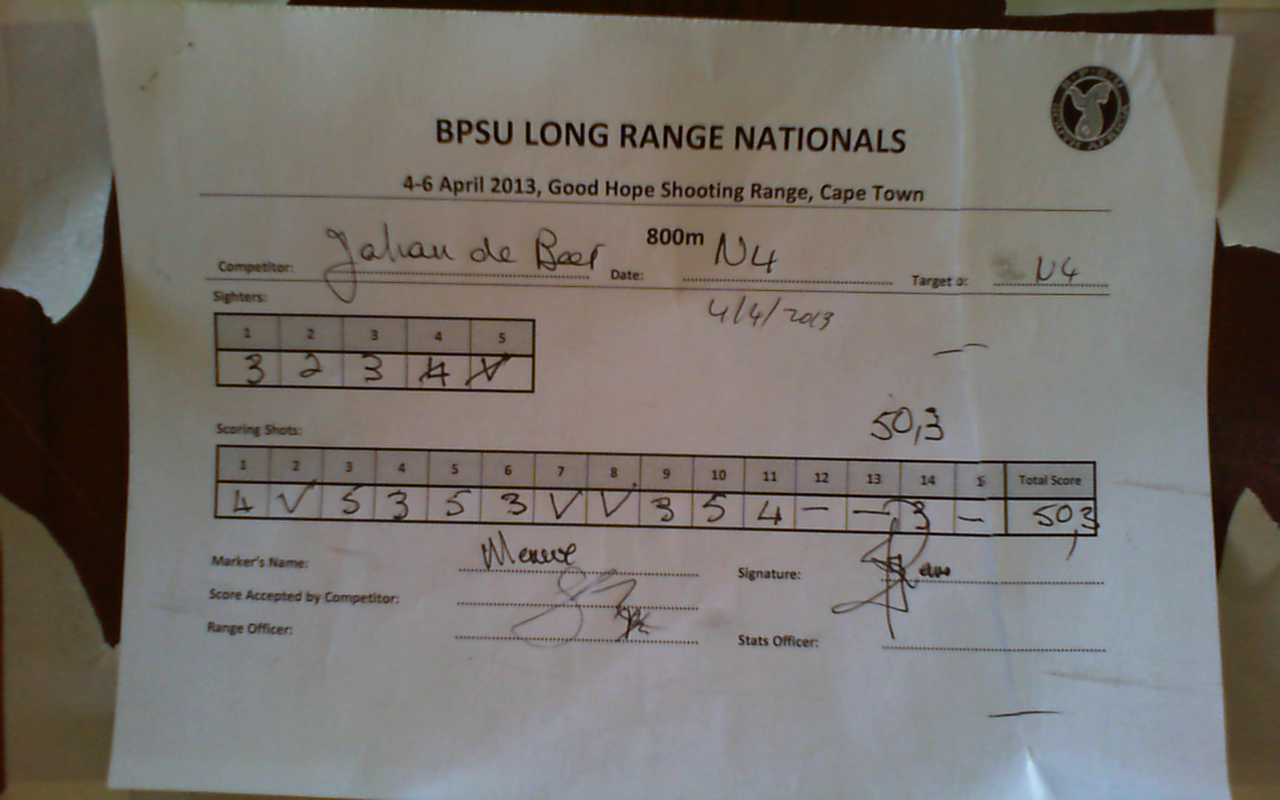 B.P.S.U
SOUTH AFRICA
BPSU LONG RANGE NATIONALS
4-6 April 2013, Good Hope Shooting Range, Cape Town
800m
Competitor: Johan de Beer Date: N4 Target o: N4
4/4/2013
Sighters:
1 2 3 4 5
3 2 3 4 V
50,3
Scoring Shots:
1 2 3 4 5 6 7 8 9 10 11 12 13 14 Total Score
4 V 5 3 5 3 V V 3 5 4 — — 3 — 50,3
Marker's Name: Signature:
Score Accepted by Competitor:
Range Officer: Stats Officer: